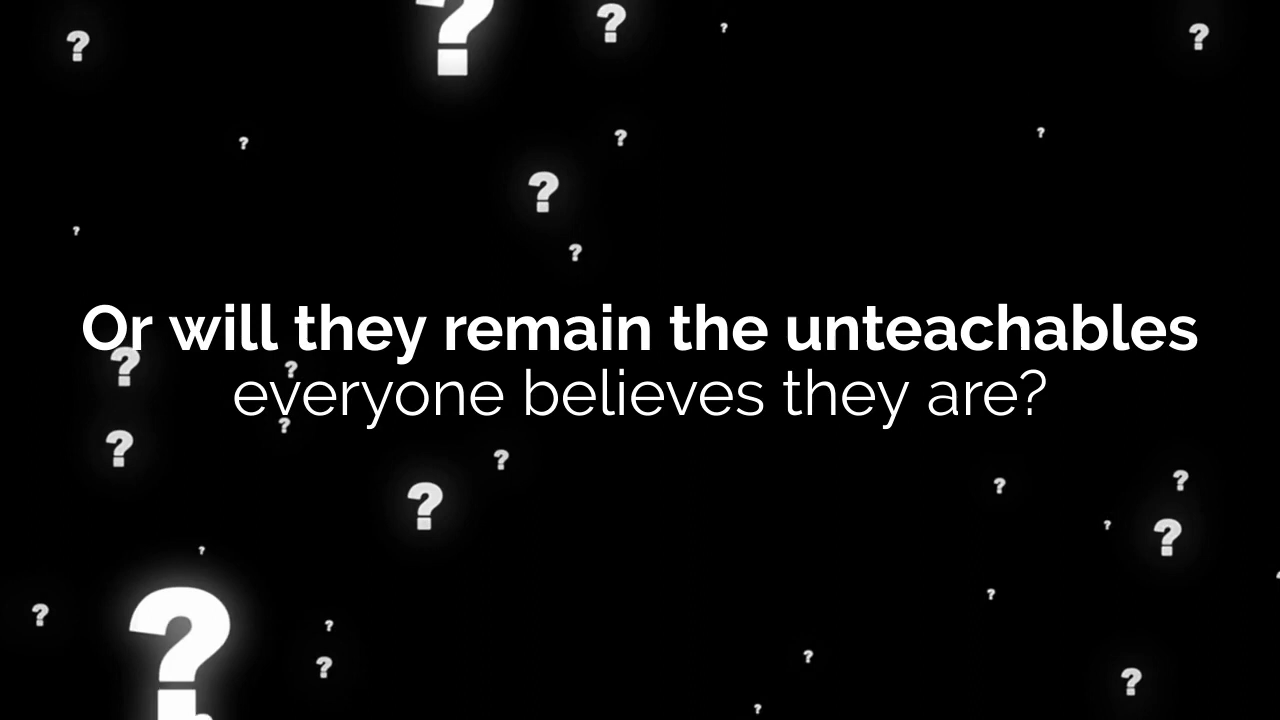 Or will they remain the unteachables
everyone believes they are?